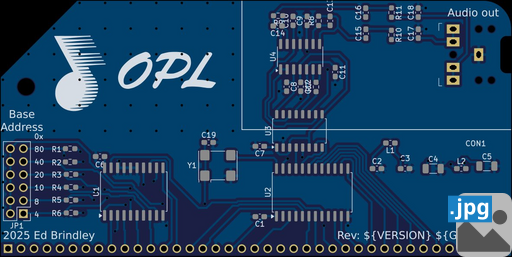 C14
C16
R11
C18
Audio out
C15
R10
C17
U4
C11
C8
OPL
Base
Address
0x
80 R1
40 R2
20 R3
10 R4
8 R5
4 R6
JP1
C6
U1
C19
Y1
C7
U3
U2
C1
L1
CON1
C2
C3
C4
L2
C5
2025 Ed Brindley
Rev: ${VERSION} ${G
.jpg